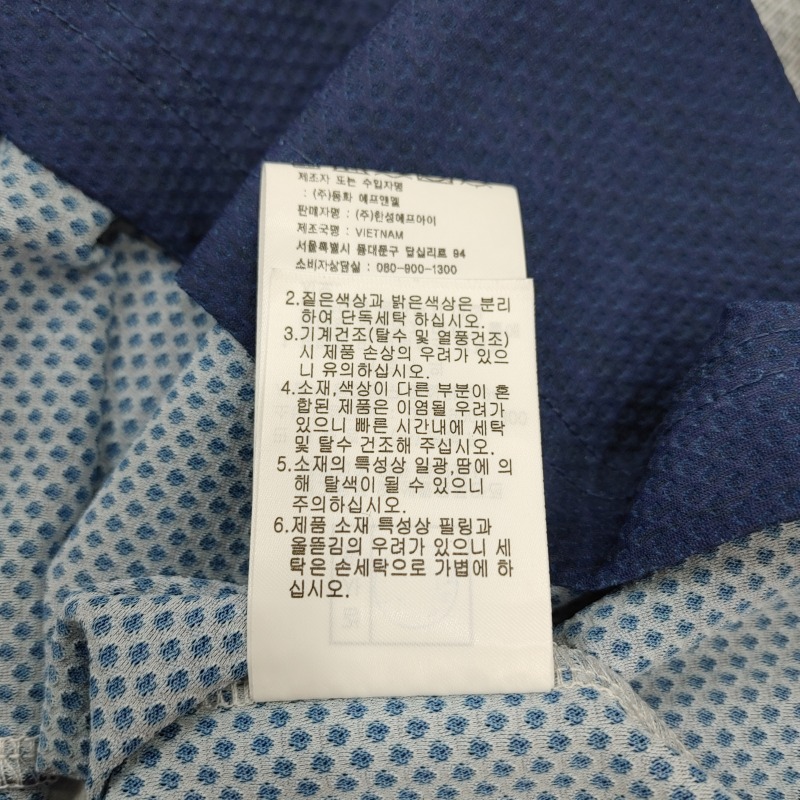 제조자 또는 수입자명
: (주)동화 에프앤엘
판매자명 : (주)한섬에프아이
제조국명 : VIETNAM
서울특별시 동대문구 답십리로 94
소비자상담실 : 080-900-1300
2.짙은색상과 밝은색상은 분리
하여 단독세탁 하십시오.
3.기계건조(탈수 및 열풍건조)
시 제품 손상의 우려가 있으
니 유의하십시오.
4.소재,색상이 다른 부분이 혼
합된 제품은 이염될 우려가
있으니 빠른 시간내에 세탁
및 탈수 건조해 주십시오.
5.소재의 특성상 일광,땀에 의
해 탈색이 될 수 있으니
주의하십시오.
6.제품 소재 특성상 필링과
올뜯김의 우려가 있으니 세
탁은 손세탁으로 가볍에 하
십시오.